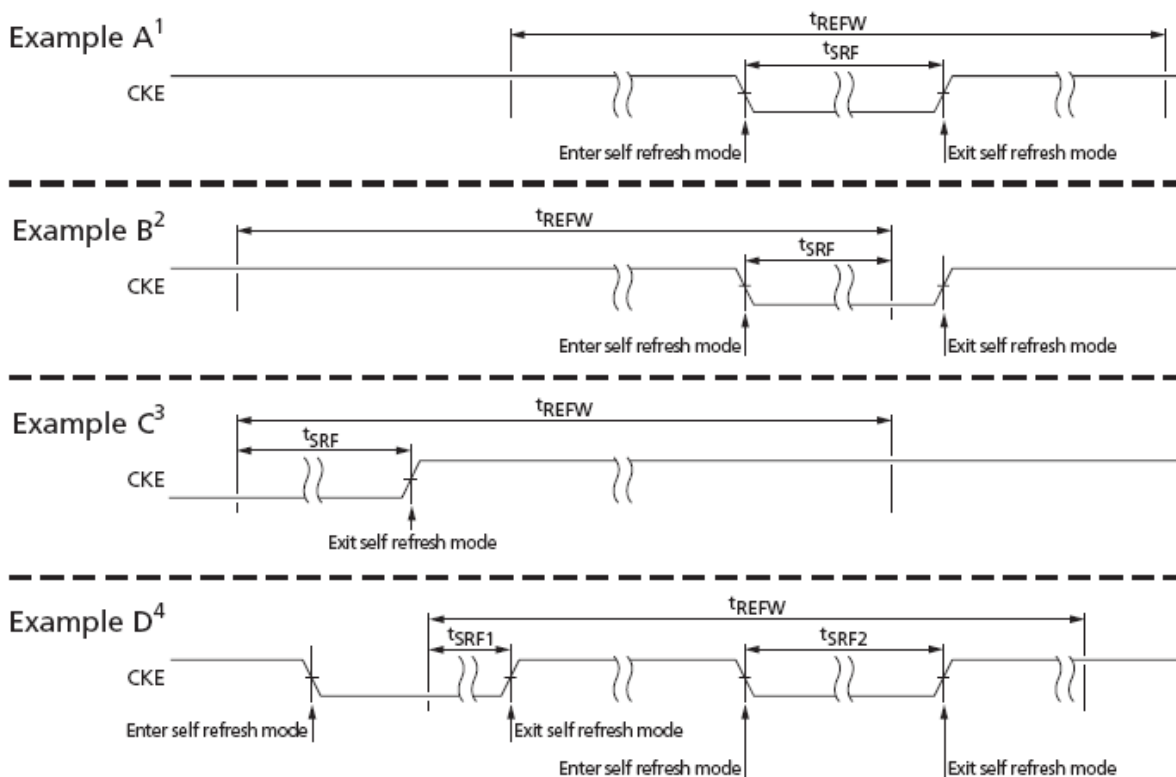 Example A¹
tREFW
tSRF
CKE
Enter self refresh mode
Exit self refresh mode
Example B²
tREFW
tSRF
CKE
Enter self refresh mode
Exit self refresh mode
Example C³
tREFW
tSRF
CKE
Exit self refresh mode
Example D⁴
tREFW
tSRF1
tSRF2
CKE
Enter self refresh mode
Exit self refresh mode
Enter self refresh mode
Exit self refresh mode